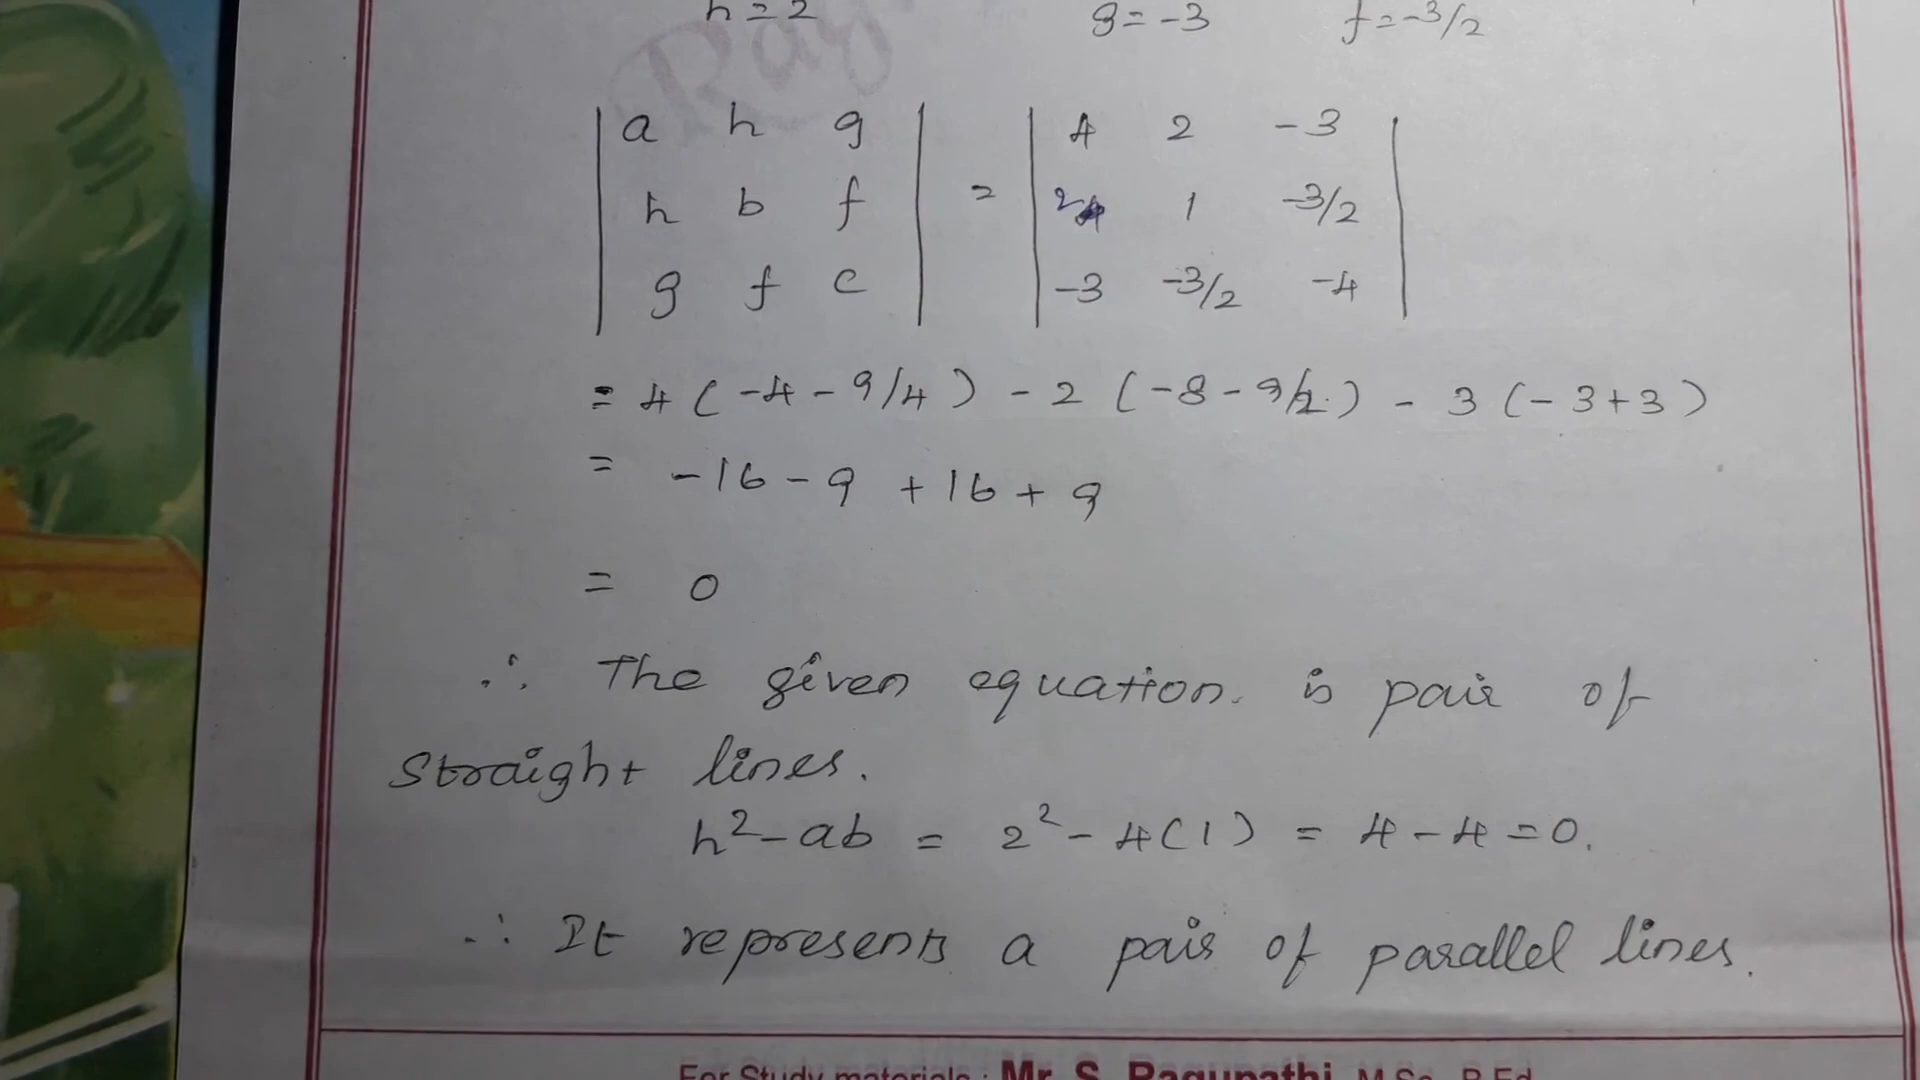 h = 2 g = -3 f = -3/2
| a h g | = | 4 2 -3 |
| h b f | | 2 1 -3/2 |
| g f c | | -3 -3/2 -4 |
= 4 (-4 - 9/4) - 2 (-8 - 9/2) - 3 (-3+3)
= -16 - 9 + 16 + 9
= 0
∴ The given equation. is pair of
straight lines.
h² - ab = 2² - 4(1) = 4 - 4 = 0.
∴ It represents a pair of parallel lines.
For Study materials : Mr. S. Ragupathi M.Sc., B.Ed